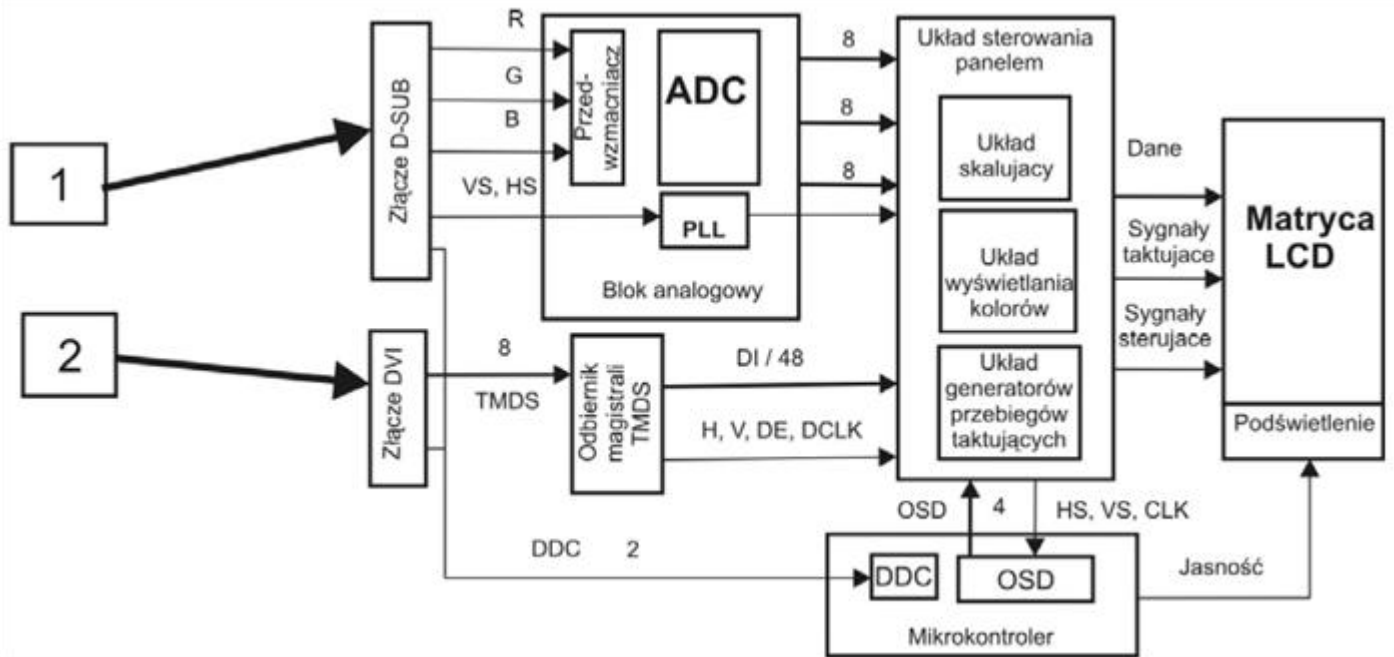 1
2
Złącze D-SUB
Złącze DVI
R
G
B
VS, HS
Przed-
wzmacniacz
ADC
PLL
Blok analogowy
8
8
8
8
TMDS
Odbiernik
magistrali
TMDS
DI / 48
H, V, DE, DCLK
Układ sterowania
panelem
Układ
skalujacy
Układ
wyświetlania
kolorów
Układ
generatorów
przebiegów
taktujących
Dane
Sygnały
taktujace
Sygnały
sterujace
Matryca
LCD
Podświetlenie
OSD
4
HS, VS, CLK
DDC
2
DDC
OSD
Mikrokontroler
Jasność